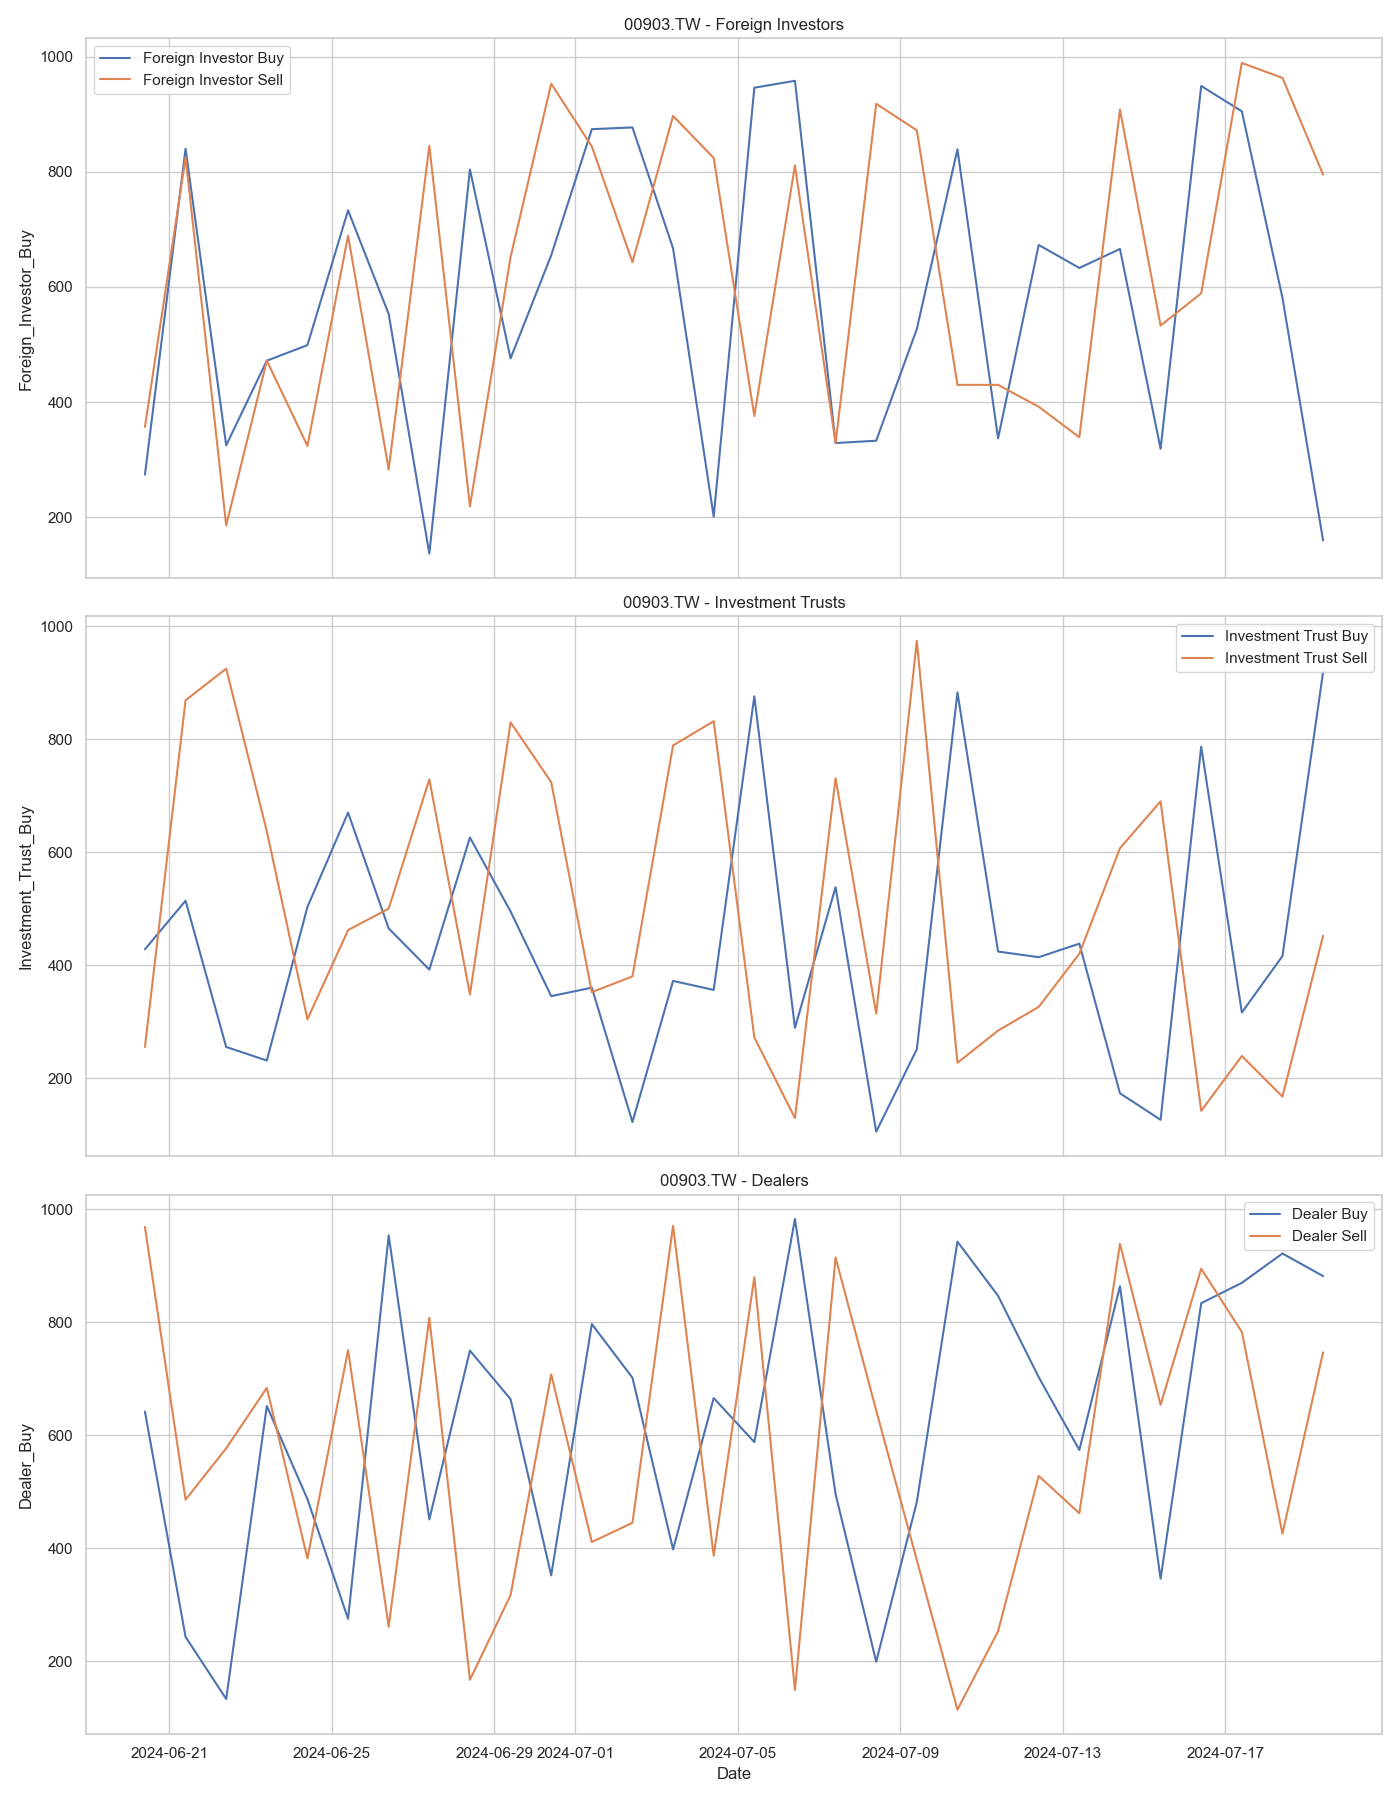 00903.TW - Foreign Investors
Foreign Investor Buy
Foreign Investor Sell
1000
800
600
400
200
Foreign_Investor_Buy
00903.TW - Investment Trusts
Investment Trust Buy
Investment Trust Sell
1000
800
600
400
200
Investment_Trust_Buy
00903.TW - Dealers
Dealer Buy
Dealer Sell
1000
800
600
400
200
Dealer_Buy
2024-06-21 2024-06-25 2024-06-29 2024-07-01 2024-07-05 2024-07-09 2024-07-13 2024-07-17
Date